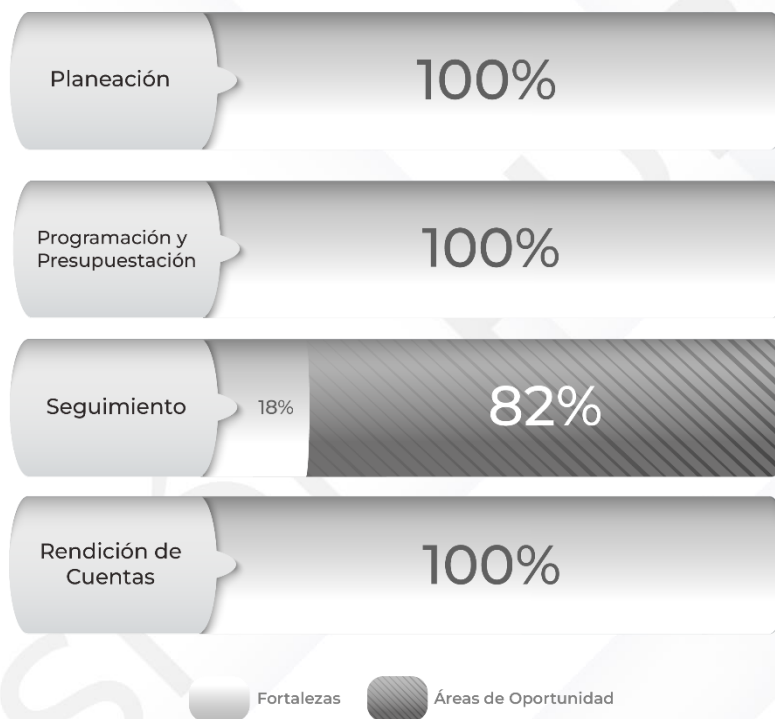 Planeación
100%
Programación y
Presupuestación
100%
Seguimiento
18%
82%
Rendición de
Cuentas
100%
Fortalezas
Áreas de Oportunidad